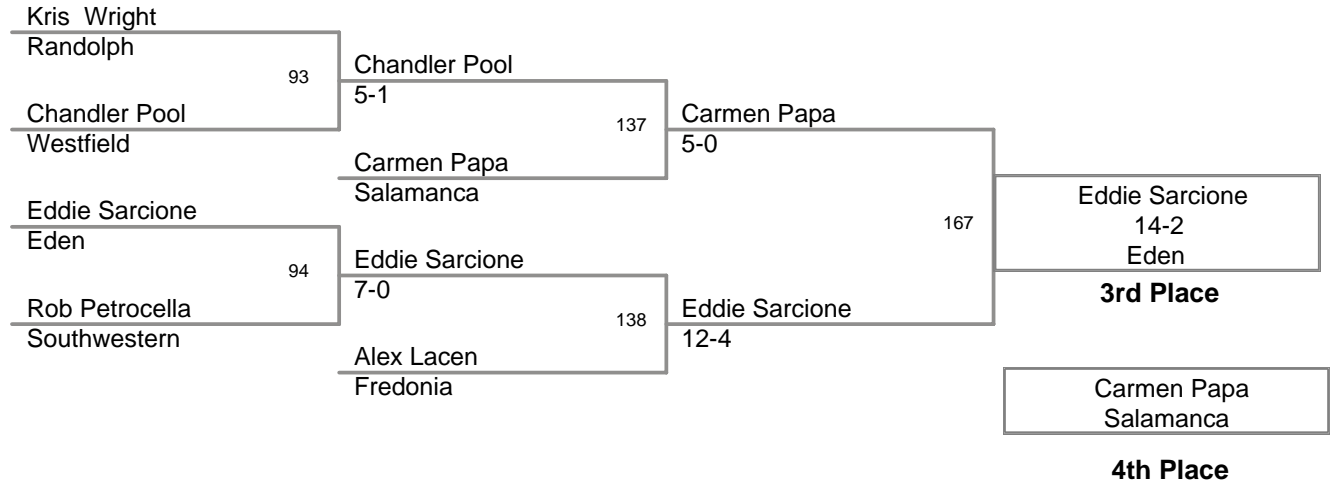 Kris  Wright
Randolph
93
Chandler Pool
5-1
Chandler Pool
Westfield
137
Carmen Papa
5-0
Carmen Papa
Salamanca
Eddie Sarcione
Eden
94
Eddie Sarcione
7-0
Rob Petrocella
Southwestern
138
Eddie Sarcione
12-4
Alex Lacen
Fredonia
167
Eddie Sarcione
14-2
Eden
3rd Place
Carmen Papa
Salamanca
4th Place